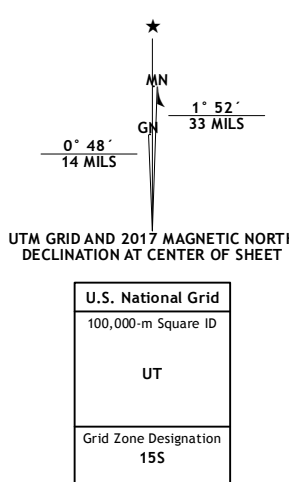 ★
MN
1° 52´
33 MILS
GN
0° 48´
14 MILS
UTM GRID AND 2017 MAGNETIC NORTH
DECLINATION AT CENTER OF SHEET
U.S. National Grid
100,000-m Square ID
UT
Grid Zone Designation
15S